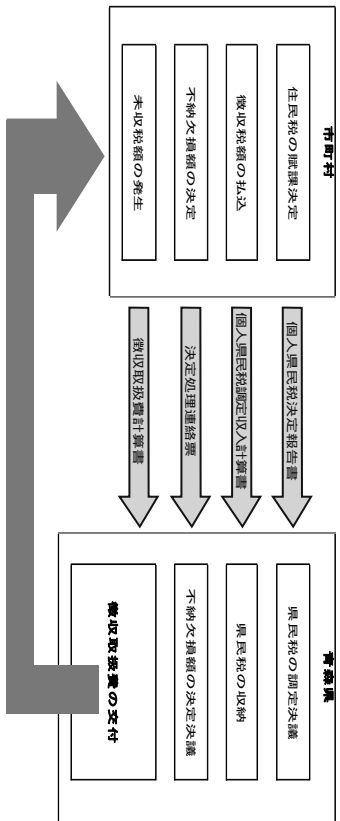 市町村
住民税の賦課決定
徴収税額の払込
不納欠損額の決定
未収税額の発生
個人県民税決定報告書
個人県民税調定収入計算書
決定処理連絡票
徴収取扱費計算書
青森県
県民税の調定決議
県民税の収納
不納欠損額の決定決議
徴収取扱費の交付